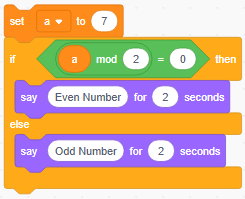 set a to 7
if a mod 2 = 0 then
say Even Number for 2 seconds
else
say Odd Number for 2 seconds